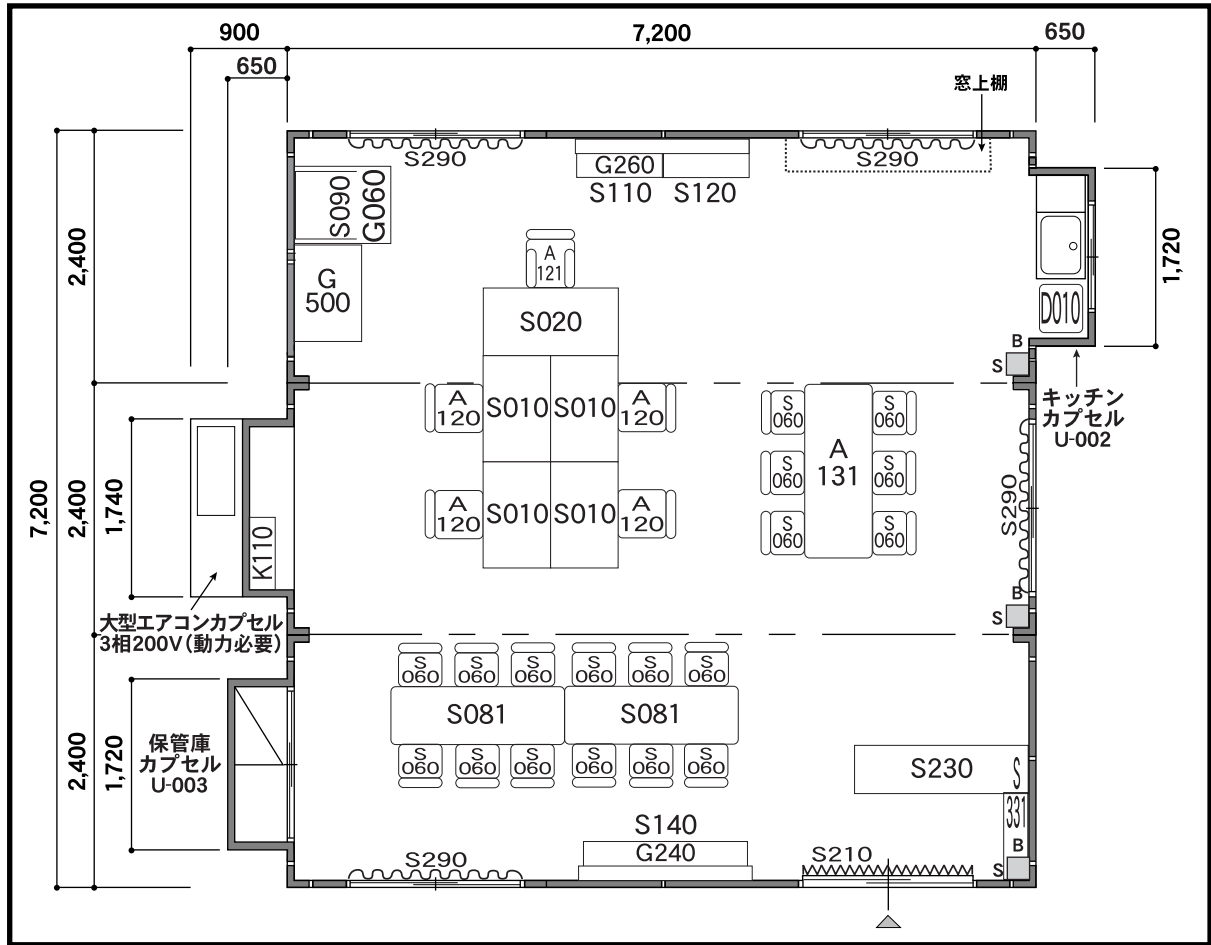 900
7,200
650
650
窓上棚
S290
G260
S110
S120
S290
S090
G060
G
500
A
121
S020
D010
B
S
キッチン
カプセル
U-002
2,400
1,720
A
120
S010
S010
A
120
A
120
S010
S010
A
120
S
060
S
060
S
060
A
131
S
060
S
060
S
060
S290
B
S
7,200
2,400
1,740
K110
大型エアコンカプセル
3相200V(動力必要)
S
060
S
060
S
060
S
060
S
060
S
060
S081
S081
S
060
S
060
S
060
S
060
S
060
S
060
2,400
1,720
保管庫
カプセル
U-003
S230
S
331
B
S
S140
G240
S290
S210